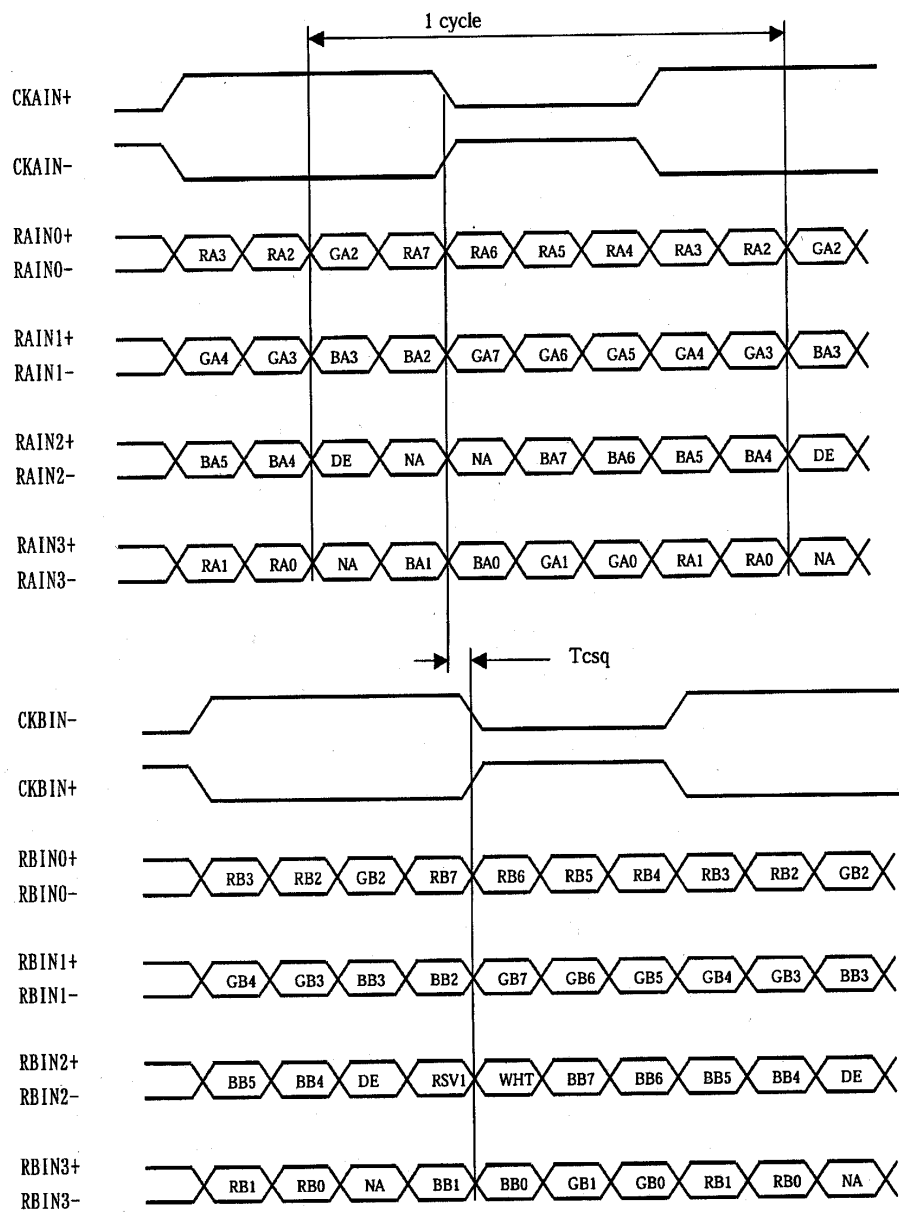 1 cycle
CKAIN+
CKAIN-
RAIN0+
RA3 RA2 GA2 RA7 RA6 RA5 RA4 RA3 RA2 GA2
RAIN0-
RAIN1+
GA4 GA3 BA3 BA2 GA7 GA6 GA5 GA4 GA3 BA3
RAIN1-
RAIN2+
BA5 BA4 DE NA NA BA7 BA6 BA5 BA4 DE
RAIN2-
RAIN3+
RA1 RA0 NA BA1 BA0 GA1 GA0 RA1 RA0 NA
RAIN3-
Tcsq
CKBIN-
CKBIN+
RBIN0+
RB3 RB2 GB2 RB7 RB6 RB5 RB4 RB3 RB2 GB2
RBIN0-
RBIN1+
GB4 GB3 BB3 BB2 GB7 GB6 GB5 GB4 GB3 BB3
RBIN1-
RBIN2+
BB5 BB4 DE RSV1 WHT BB7 BB6 BB5 BB4 DE
RBIN2-
RBIN3+
RB1 RB0 NA BB1 BB0 GB1 GB0 RB1 RB0 NA
RBIN3-